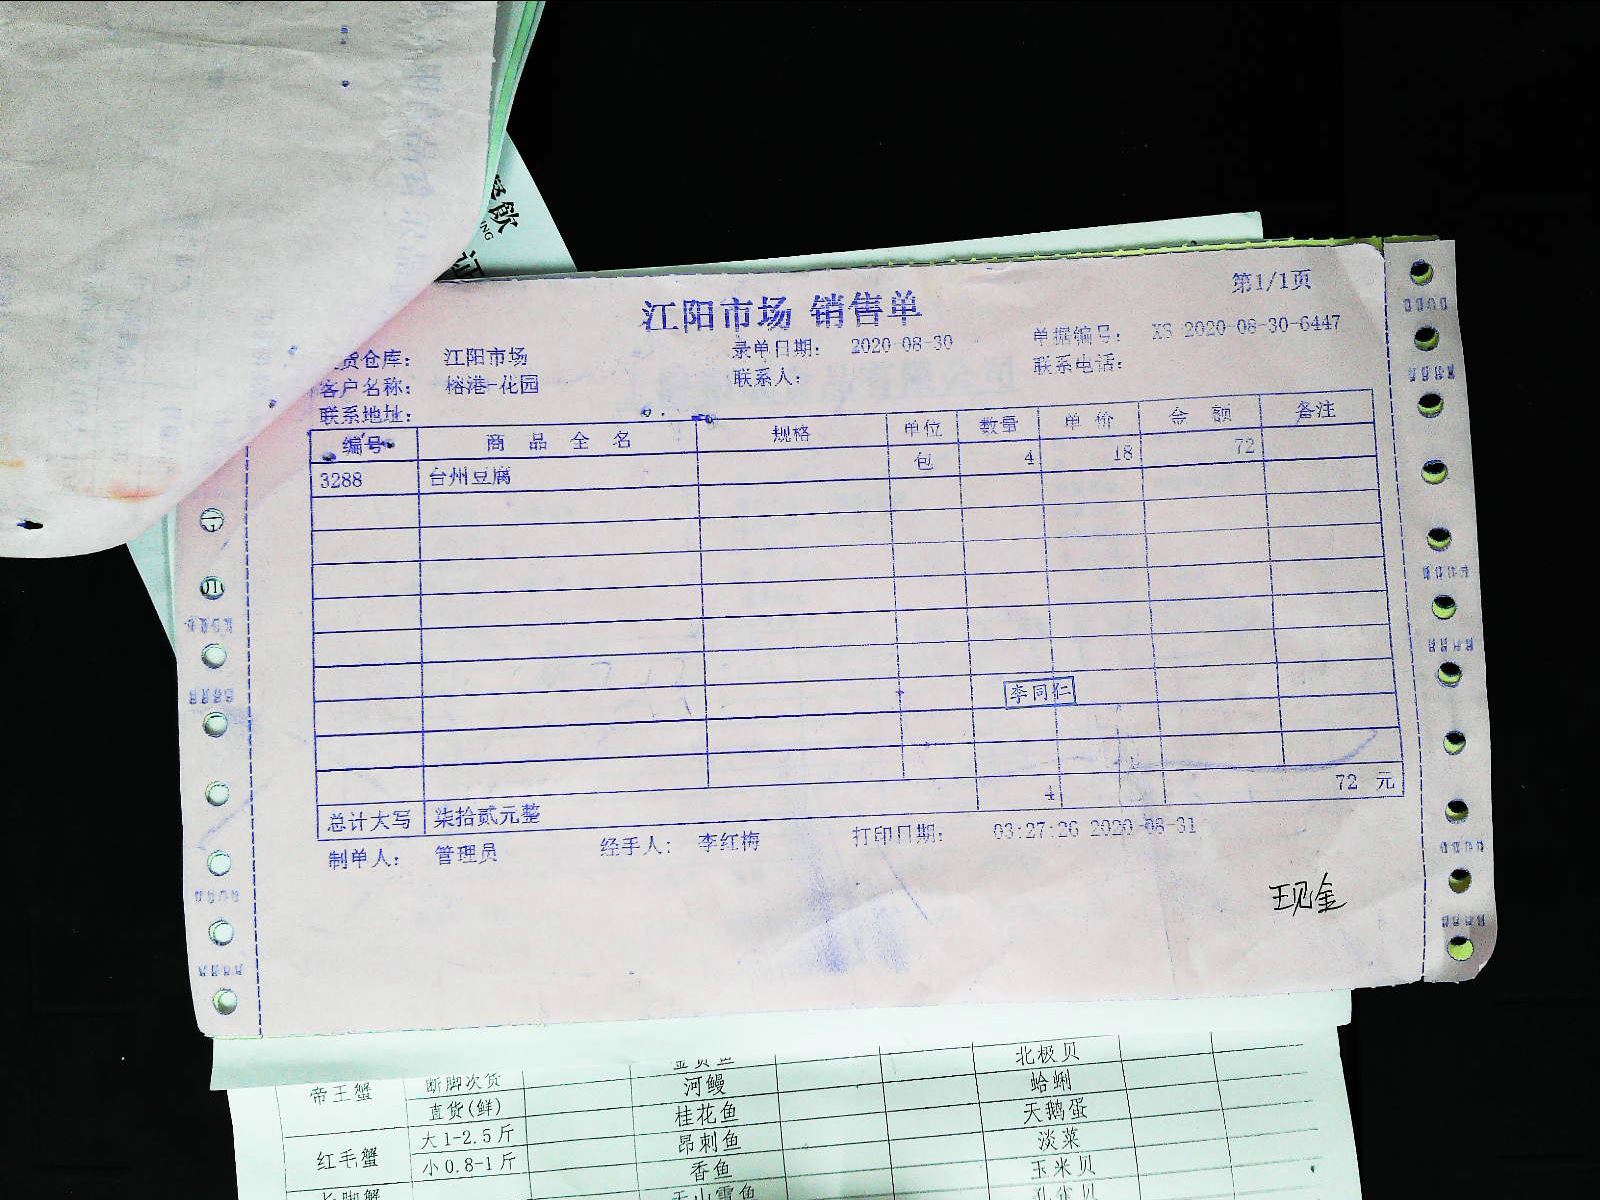 飲
证
第1/1页
江阳市场 销售单
货仓库： 江阳市场 录单日期： 2020-08-30 单据编号： XS-2020-08-30-6447
客户名称： 榕港-花园 联系人： 联系电话：
联系地址：
编号 商品全名 规格 单位 数量 单价 金额 备注
3288 台州豆腐 包 4 18 72
李同仁
总计大写 柒拾贰元整 4 72 元
制单人： 管理员 经手人： 李红梅 打印日期： 03:27:26 2020-08-31
王现金
北极贝
帝王蟹 断脚次货 河鳗 蛤蜊
直货(鲜) 桂花鱼 天鹅蛋
红毛蟹 大1-2.5斤 昂刺鱼 淡菜
小0.8-1斤 香鱼 玉米贝